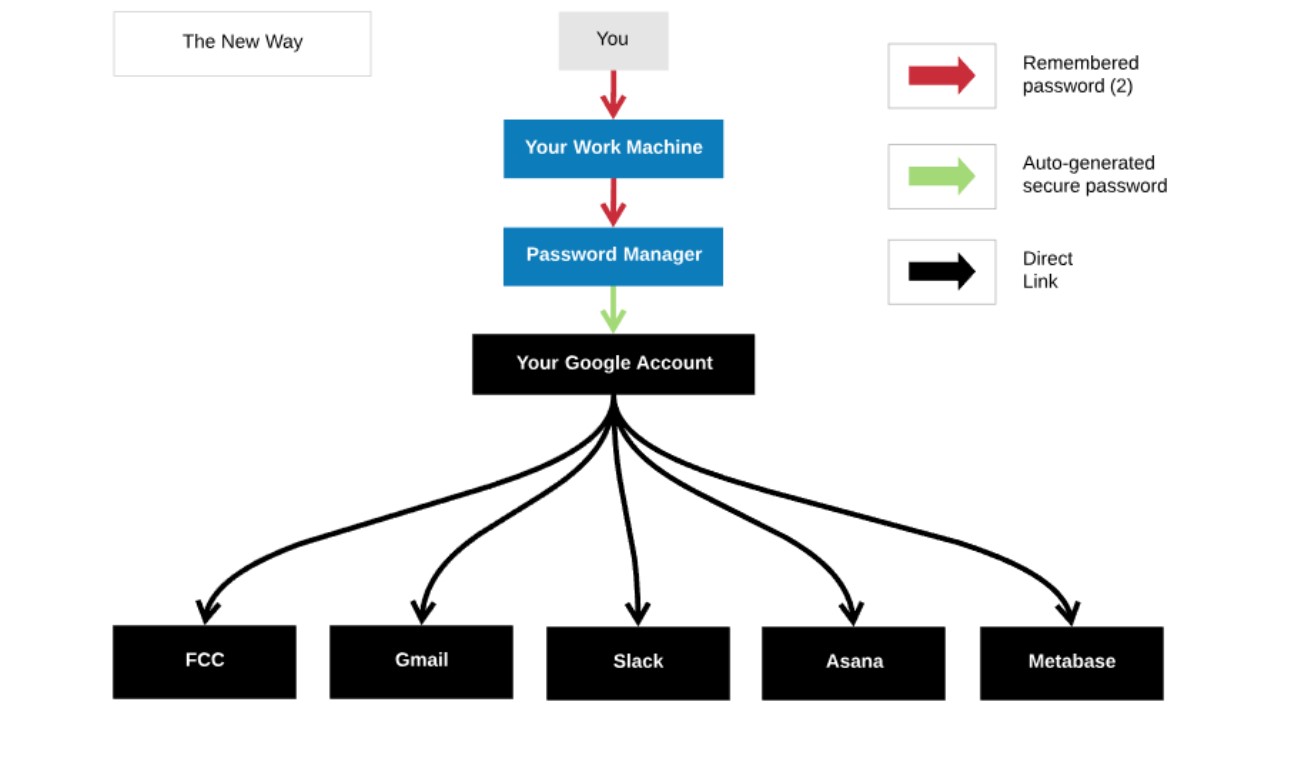 The New Way
You
Remembered
password (2)
Your Work Machine
Auto-generated
secure password
Password Manager
Direct
Link
Your Google Account
FCC
Gmail
Slack
Asana
Metabase